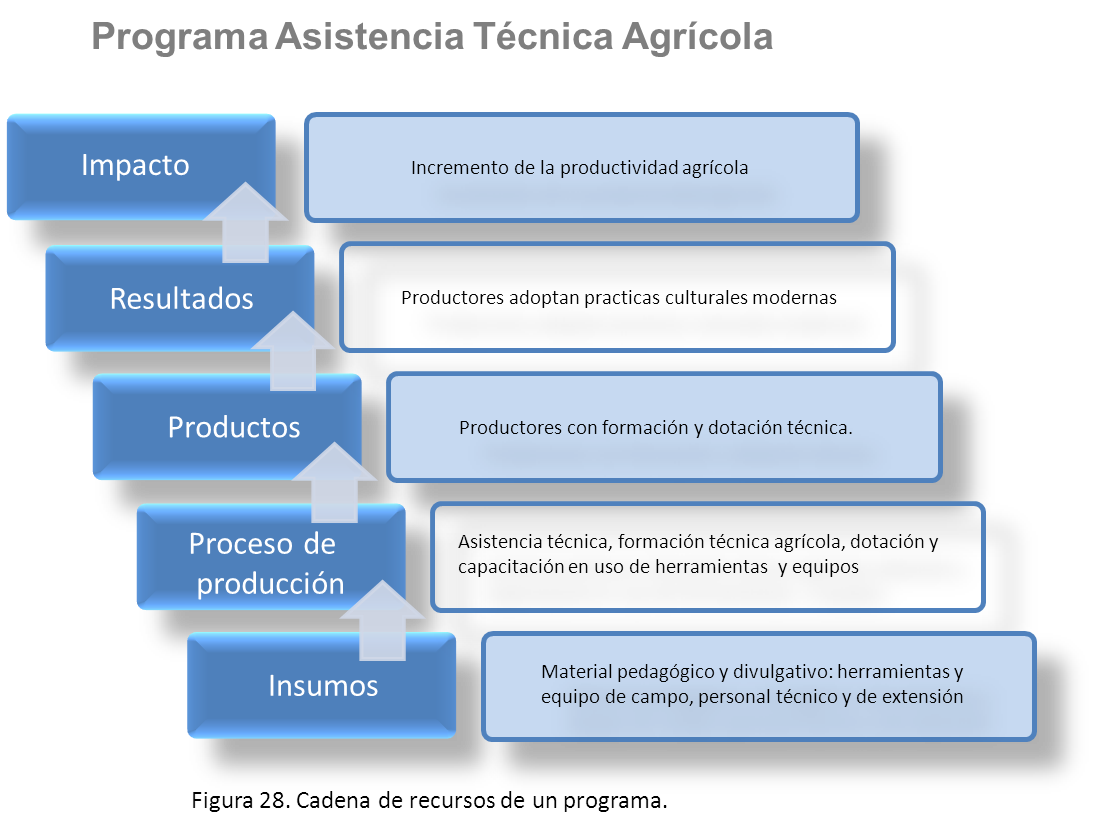 Programa Asistencia Técnica Agrícola
Impacto
Incremento de la productividad agrícola
Resultados
Productores adoptan practicas culturales modernas
Productos
Productores con formación y dotación técnica.
Proceso de
producción
Asistencia técnica, formación técnica agrícola, dotación y
capacitación en uso de herramientas y equipos
Insumos
Material pedagógico y divulgativo: herramientas y
equipo de campo, personal técnico y de extensión
Figura 28. Cadena de recursos de un programa.